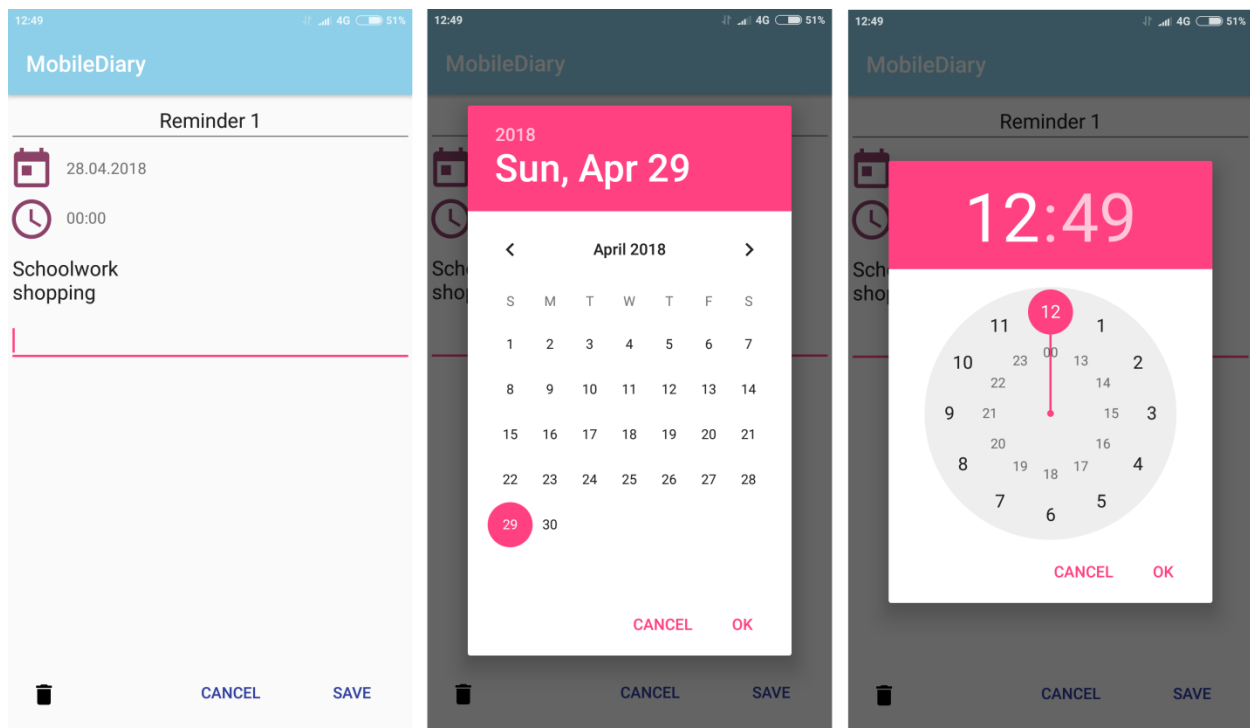 12:49
4G 51%
MobileDiary
Reminder 1
28.04.2018
00:00
Schoolwork
shopping
CANCEL SAVE
12:49
4G 51%
MobileDiary
2018
Sun, Apr 29
April 2018
S M T W T F S
1 2 3 4 5 6 7
8 9 10 11 12 13 14
15 16 17 18 19 20 21
22 23 24 25 26 27 28
29 30
CANCEL OK
Sch
sho
CANCEL SAVE
12:49
4G 51%
MobileDiary
Reminder 1
12:49
12
11 1
00
23 13
10 2
22 14
9 21 15 3
20 16
8 4
19 17
18
7 5
6
CANCEL OK
Sch
sho
CANCEL SAVE